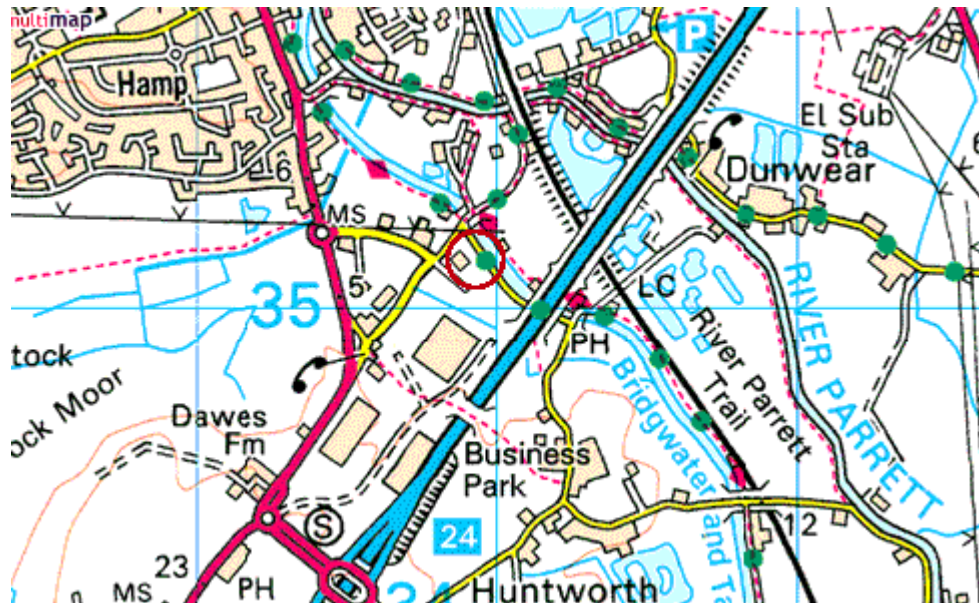 multimap
P
Hamp
El Sub
Sta
Dunwear
6
MS
35
5
LC
PH
RIVER PARRETT
River Parrett
Trail
tock
ock Moor
Bridgwater
and Ta
Dawes
Fm
Business
Park
S
24
12
23
MS
PH
Huntworth